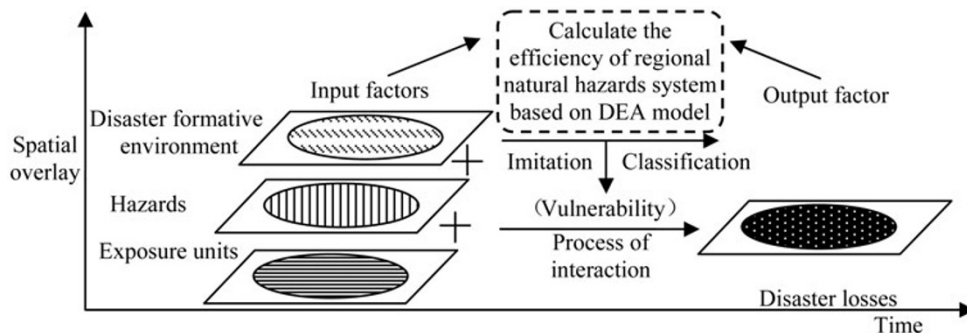 Calculate the
efficiency of regional
natural hazards system
based on DEA model
Input factors
Output factor
Disaster formative
environment
Spatial
overlay
Imitation
Classification
Hazards
(Vulnerability)
Exposure units
Process of
interaction
Disaster losses
Time